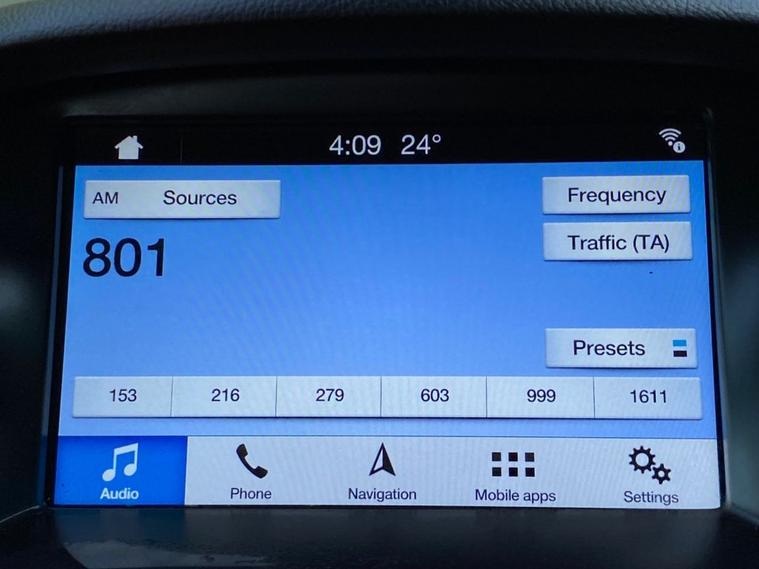 4:09 24°
AM Sources
Frequency
801
Traffic (TA)
Presets
153 216 279 603 999 1611
Audio Phone Navigation Mobile apps Settings